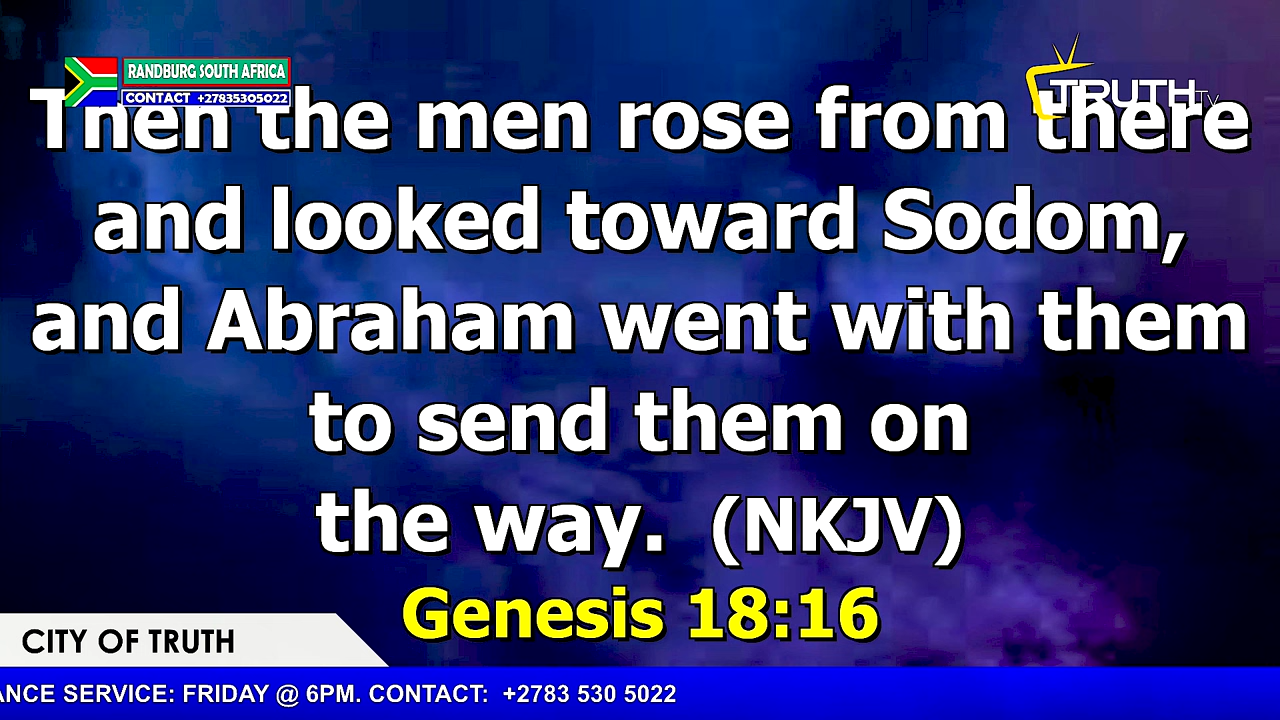 RANDBURG SOUTH AFRICA
CONTACT +27835305022
TRUTH TV
Then the men rose from there
and looked toward Sodom,
and Abraham went with them
to send them on
the way. (NKJV)
Genesis 18:16
CITY OF TRUTH
SERVICE: FRIDAY @ 6PM. CONTACT: +2783 530 5022